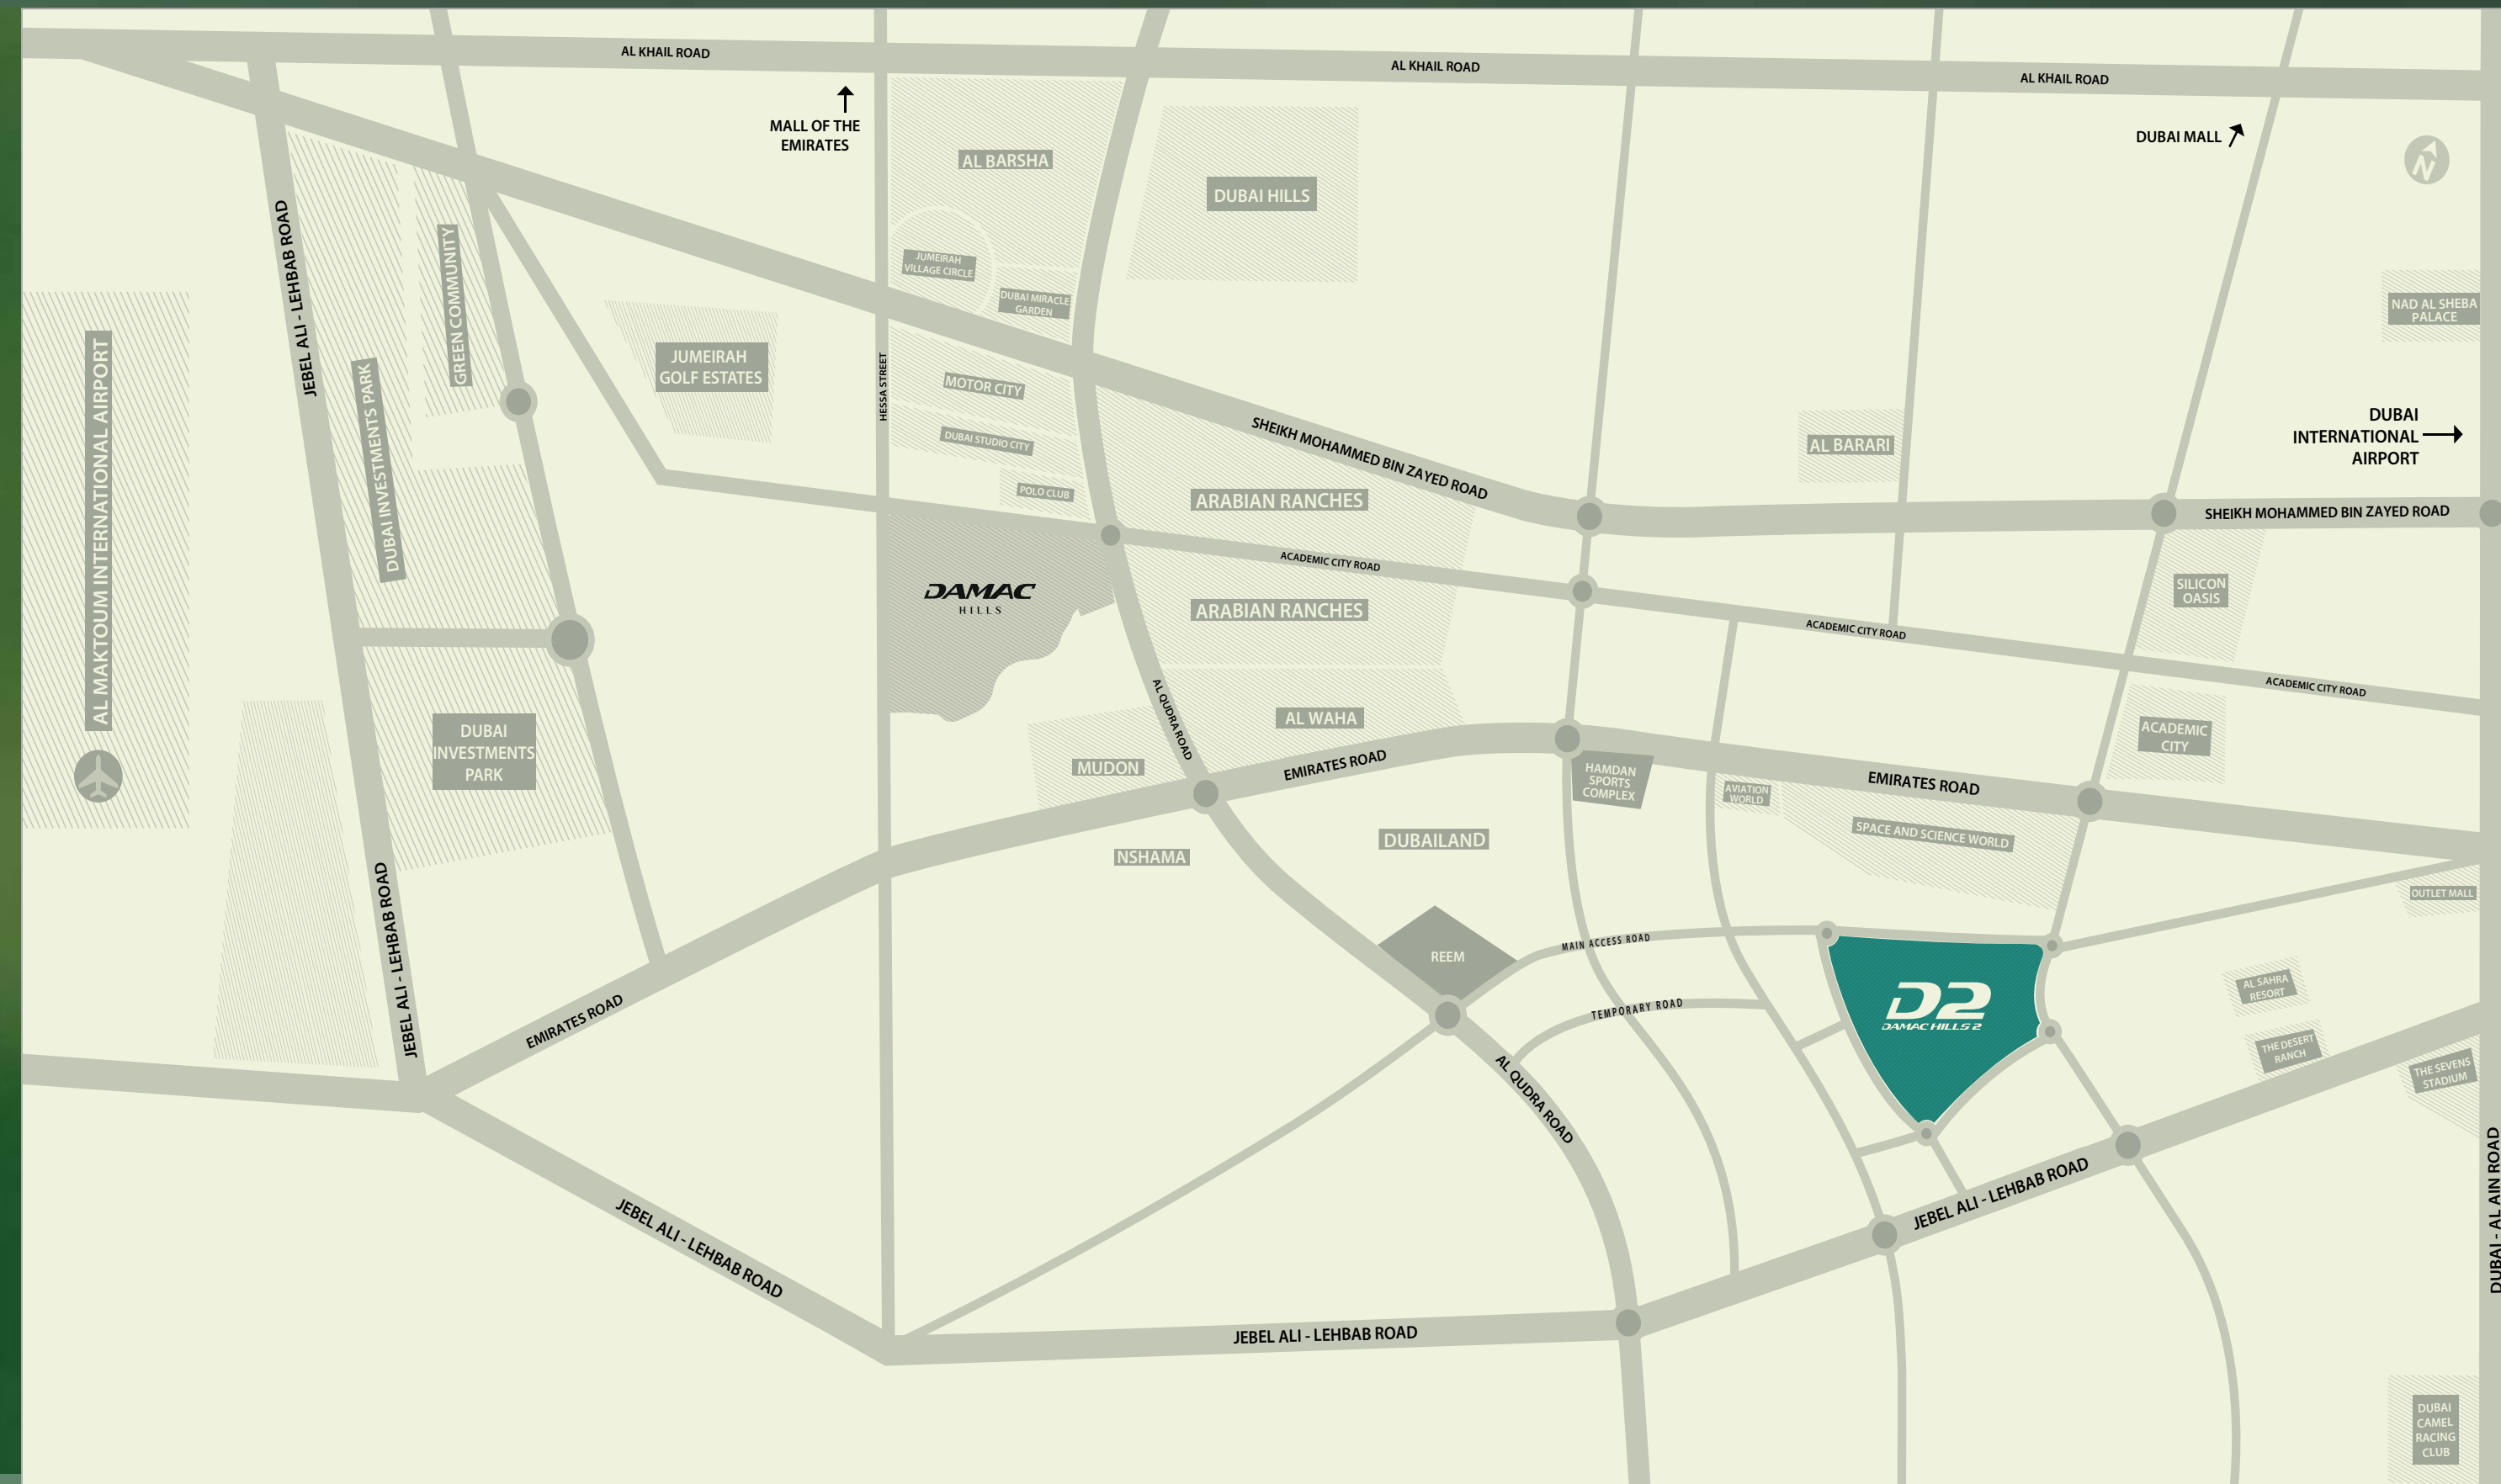 AL KHAIL ROAD
AL KHAIL ROAD
AL KHAIL ROAD
MALL OF THE
EMIRATES
DUBAI MALL
N
AL BARSHA
DUBAI HILLS
JUMEIRAH
VILLAGE CIRCLE
DUBAI MIRACLE
GARDEN
NAD AL SHEBA
PALACE
JEBEL ALI - LEHBAB ROAD
GREEN COMMUNITY
JUMEIRAH
GOLF ESTATES
HESSA STREET
MOTOR CITY
DUBAI STUDIO CITY
POLO CLUB
SHEIKH MOHAMMED BIN ZAYED ROAD
AL BARARI
DUBAI
INTERNATIONAL
AIRPORT
SHEIKH MOHAMMED BIN ZAYED ROAD
AL MAKTOUM INTERNATIONAL AIRPORT
DUBAI INVESTMENTS PARK
ARABIAN RANCHES
ACADEMIC CITY ROAD
DAMAC
HILLS
ARABIAN RANCHES
ACADEMIC CITY ROAD
SILICON
OASIS
ACADEMIC CITY ROAD
DUBAI
INVESTMENTS
PARK
AL QUDRA ROAD
AL WAHA
MUDON
EMIRATES ROAD
HAMDAN
SPORTS
COMPLEX
AVIATION
WORLD
EMIRATES ROAD
ACADEMIC
CITY
NSHAMA
DUBAILAND
SPACE AND SCIENCE WORLD
OUTLET MALL
JEBEL ALI - LEHBAB ROAD
EMIRATES ROAD
REEM
MAIN ACCESS ROAD
TEMPORARY ROAD
D2
DAMAC HILLS 2
AL SAHRA
RESORT
THE DESERT
RANCH
THE SEVENS
STADIUM
AL QUDRA ROAD
JEBEL ALI - LEHBAB ROAD
JEBEL ALI - LEHBAB ROAD
JEBEL ALI - LEHBAB ROAD
DUBAI - AL AIN ROAD
DUBAI
CAMEL
RACING
CLUB